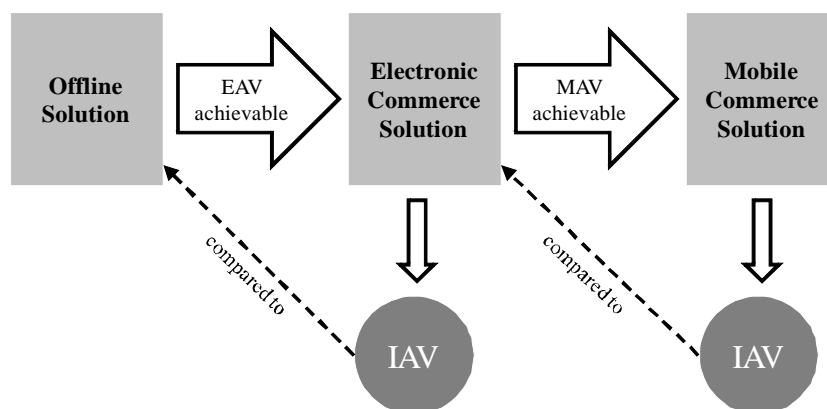 Offline
Solution
EAV
achievable
Electronic
Commerce
Solution
MAV
achievable
Mobile
Commerce
Solution
compared to
compared to
IAV
IAV